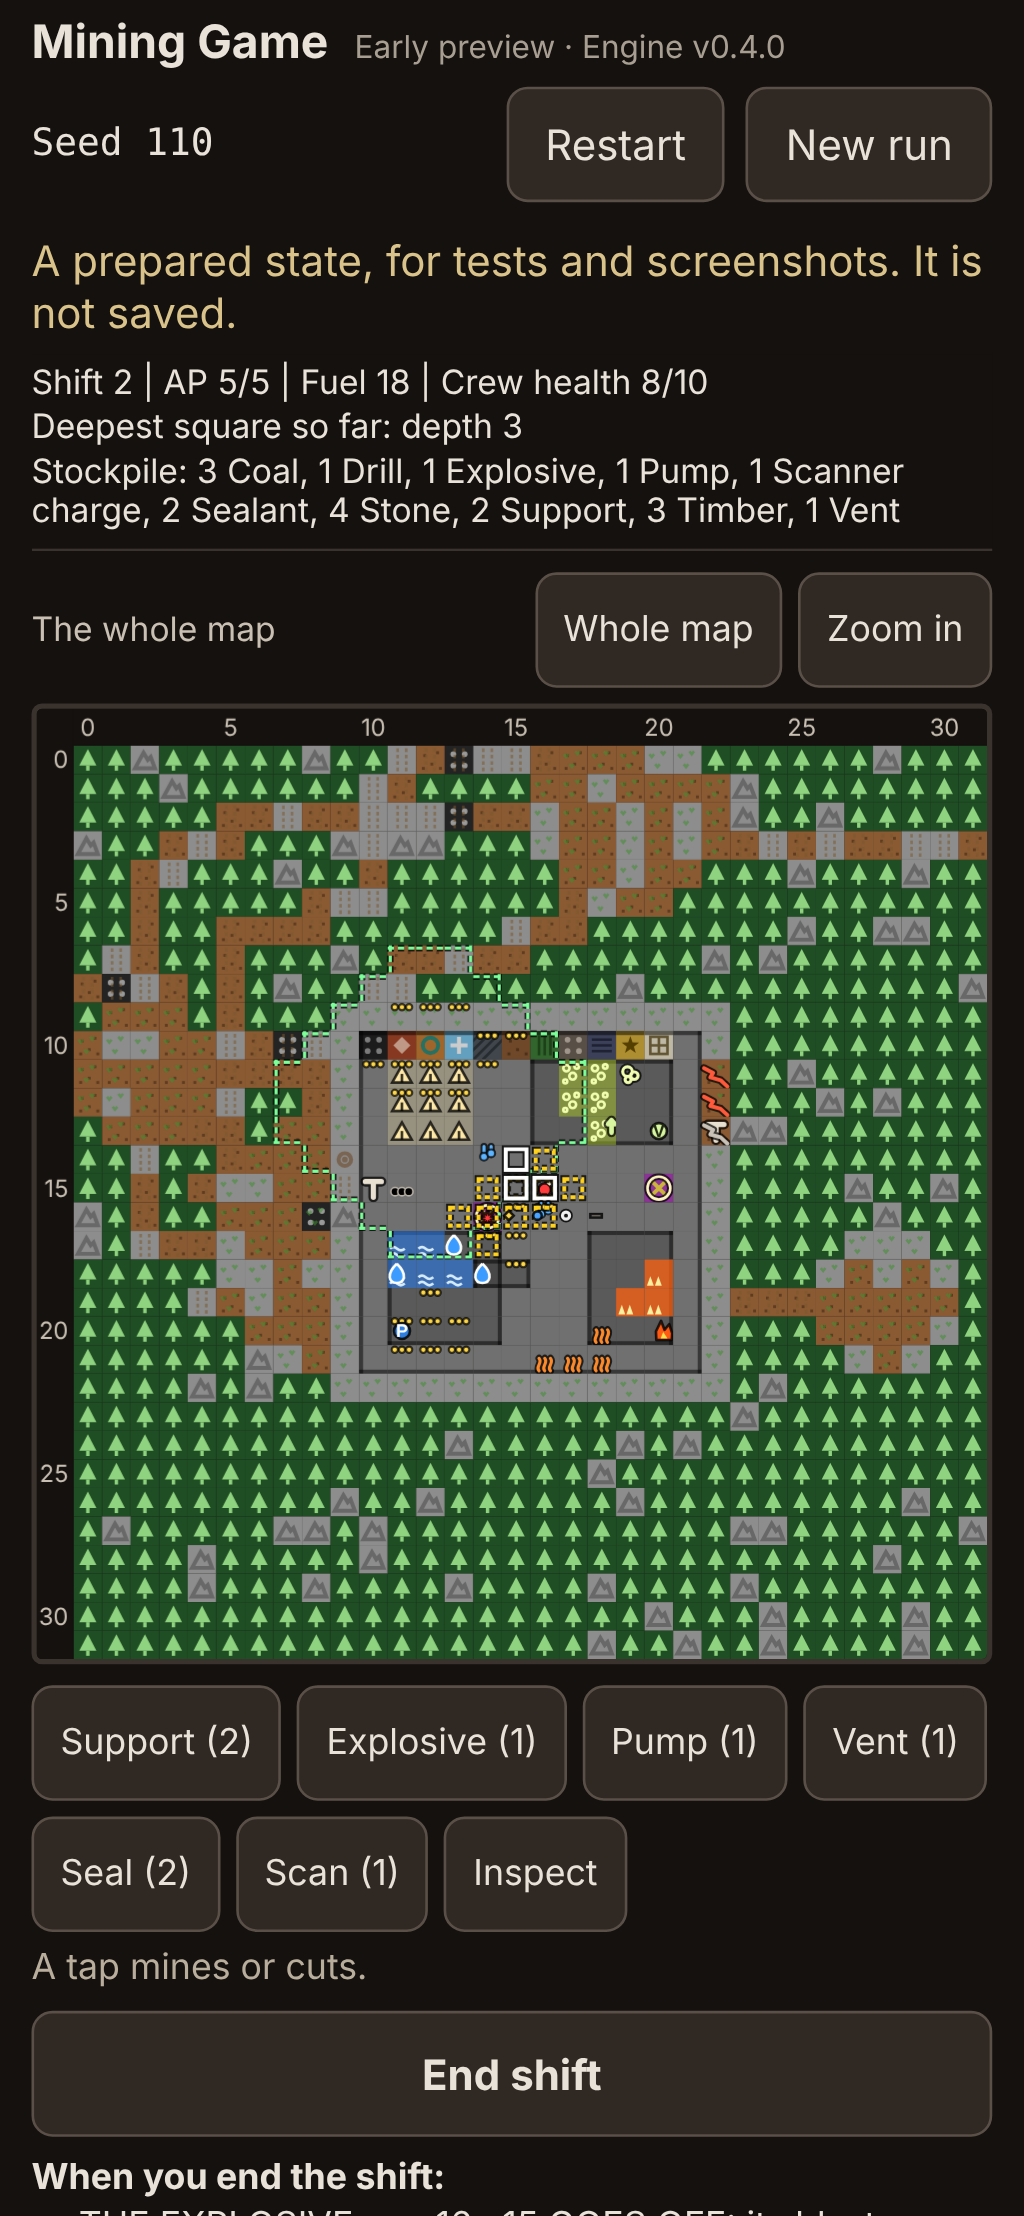 Mining Game Early preview · Engine v0.4.0
Seed 110
Restart
New run
A prepared state, for tests and screenshots. It is
not saved.
Shift 2 | AP 5/5 | Fuel 18 | Crew health 8/10
Deepest square so far: depth 3
Stockpile: 3 Coal, 1 Drill, 1 Explosive, 1 Pump, 1 Scanner
charge, 2 Sealant, 4 Stone, 2 Support, 3 Timber, 1 Vent
The whole map
Whole map
Zoom in
0 5 10 15 20 25 30
0
5
10
15
20
25
30
Support (2)
Explosive (1)
Pump (1)
Vent (1)
Seal (2)
Scan (1)
Inspect
A tap mines or cuts.
End shift
When you end the shift: